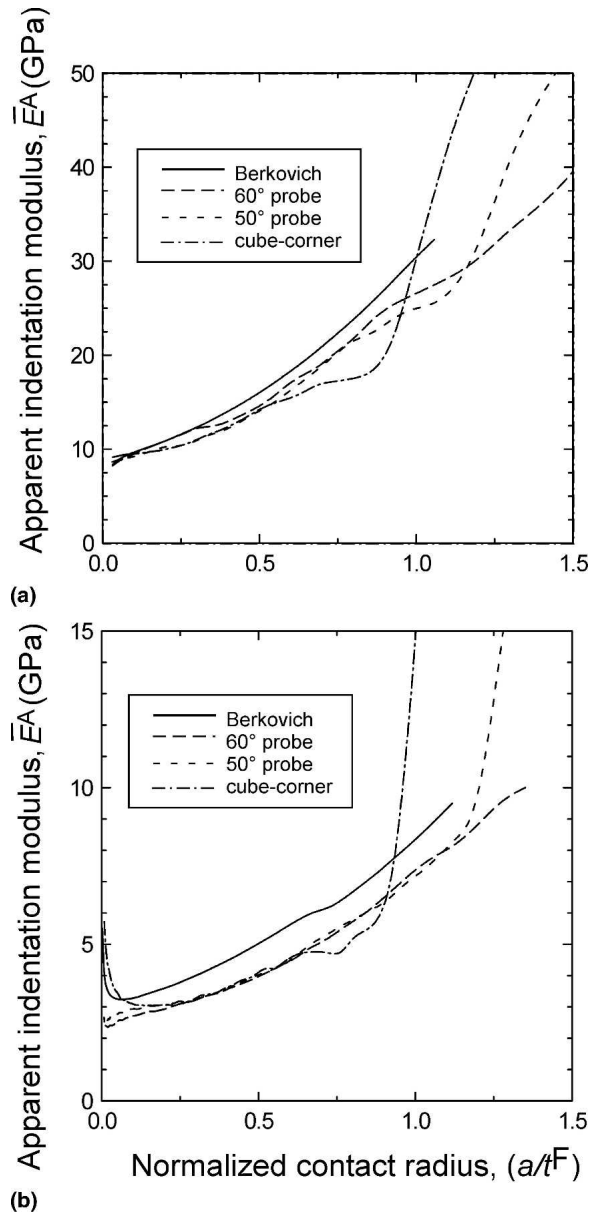 Apparent indentation modulus, E̅ᴬ(GPa)
50
40
30
20
10
0
Berkovich
60° probe
50° probe
cube-corner
0.0 0.5 1.0 1.5
(a)
Apparent indentation modulus, E̅ᴬ(GPa)
15
10
5
0
Berkovich
60° probe
50° probe
cube-corner
0.0 0.5 1.0 1.5
Normalized contact radius, (a/tF)
(b)